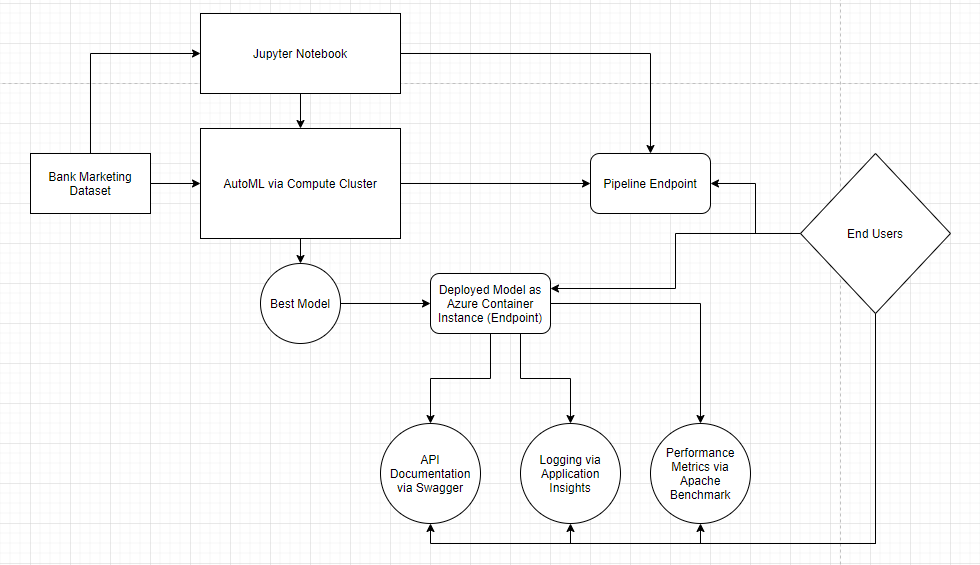 Jupyter Notebook
Bank Marketing
Dataset
AutoML via Compute Cluster
Pipeline Endpoint
End Users
Best Model
Deployed Model as
Azure Container
Instance (Endpoint)
API
Documentation
via Swagger
Logging via
Application
Insights
Performance
Metrics via
Apache
Benchmark